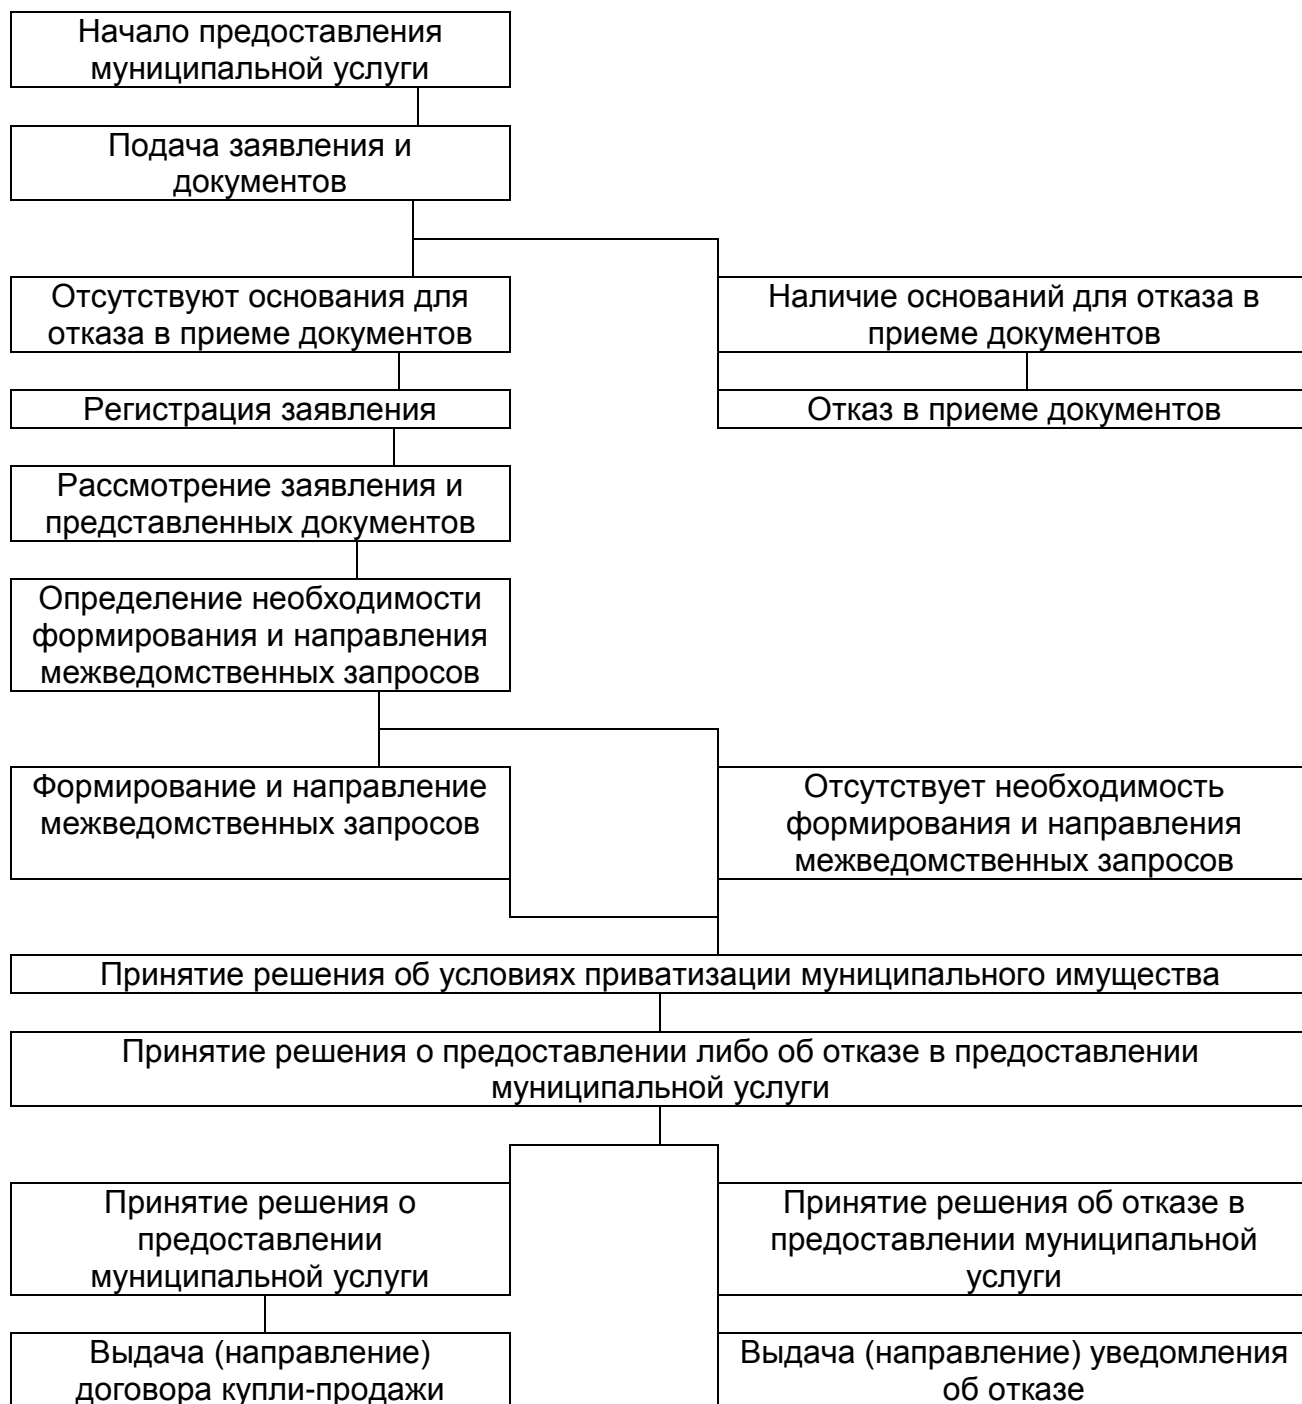 Начало предоставления
муниципальной услуги
Подача заявления и
документов
Отсутствуют основания для
отказа в приеме документов
Наличие оснований для отказа в
приеме документов
Регистрация заявления
Отказ в приеме документов
Рассмотрение заявления и
представленных документов
Определение необходимости
формирования и направления
межведомственных запросов
Формирование и направление
межведомственных запросов
Отсутствует необходимость
формирования и направления
межведомственных запросов
Принятие решения об условиях приватизации муниципального имущества
Принятие решения о предоставлении либо об отказе в предоставлении
муниципальной услуги
Принятие решения о
предоставлении
муниципальной услуги
Принятие решения об отказе в
предоставлении муниципальной
услуги
Выдача (направление)
договора купли-продажи
Выдача (направление) уведомления
об отказе